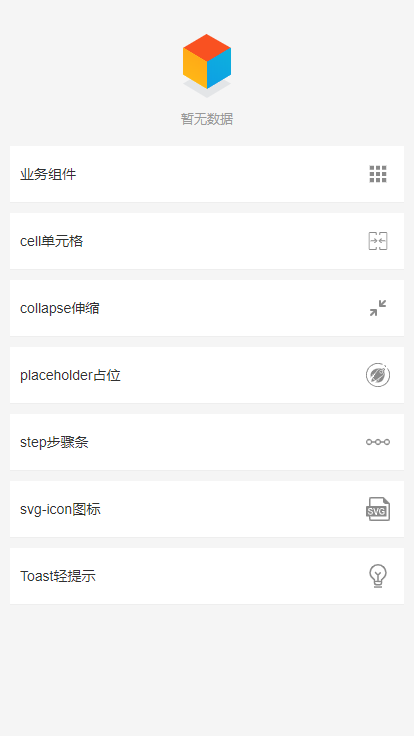 暂无数据
业务组件
cell单元格
collapse伸缩
placeholder占位
step步骤条
svg-icon图标
SVG
Toast轻提示